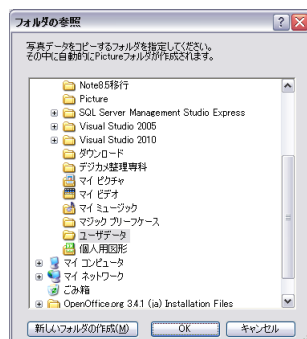 フォルダの参照
写真データをコピーするフォルダを指定してください。
その中に自動的にPictureフォルダが作成されます。
Note8.5移行
Picture
SQL Server Management Studio Express
Visual Studio 2005
Visual Studio 2010
ダウンロード
デジカメ整理専科
マイ ピクチャ
マイ ビデオ
マイ ミュージック
マジック ブリーフケース
ユーザデータ
個人用図形
マイ コンピュータ
マイ ネットワーク
ごみ箱
OpenOffice.org 3.4.1 (ja) Installation Files
新しいフォルダの作成(M)
OK
キャンセル